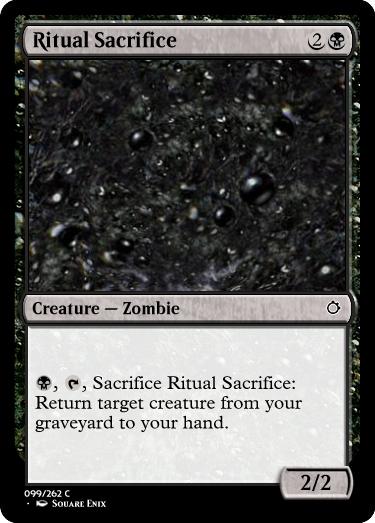 Ritual Sacrifice 2
Creature — Zombie
, , Sacrifice Ritual Sacrifice:
Return target creature from your
graveyard to your hand.
2/2
099/262 C
· Square Enix